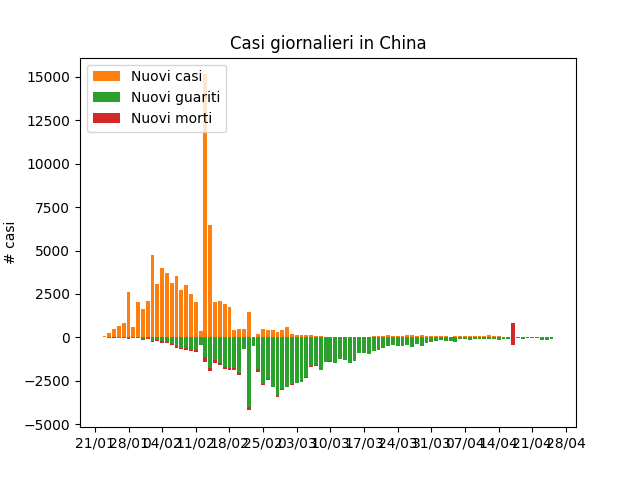 Casi giornalieri in China
Nuovi casi
Nuovi guariti
Nuovi morti
# casi
15000
12500
10000
7500
5000
2500
0
−2500
−5000
21/01 28/01 04/02 11/02 18/02 25/02 03/03 10/03 17/03 24/03 31/03 07/04 14/04 21/04 28/04